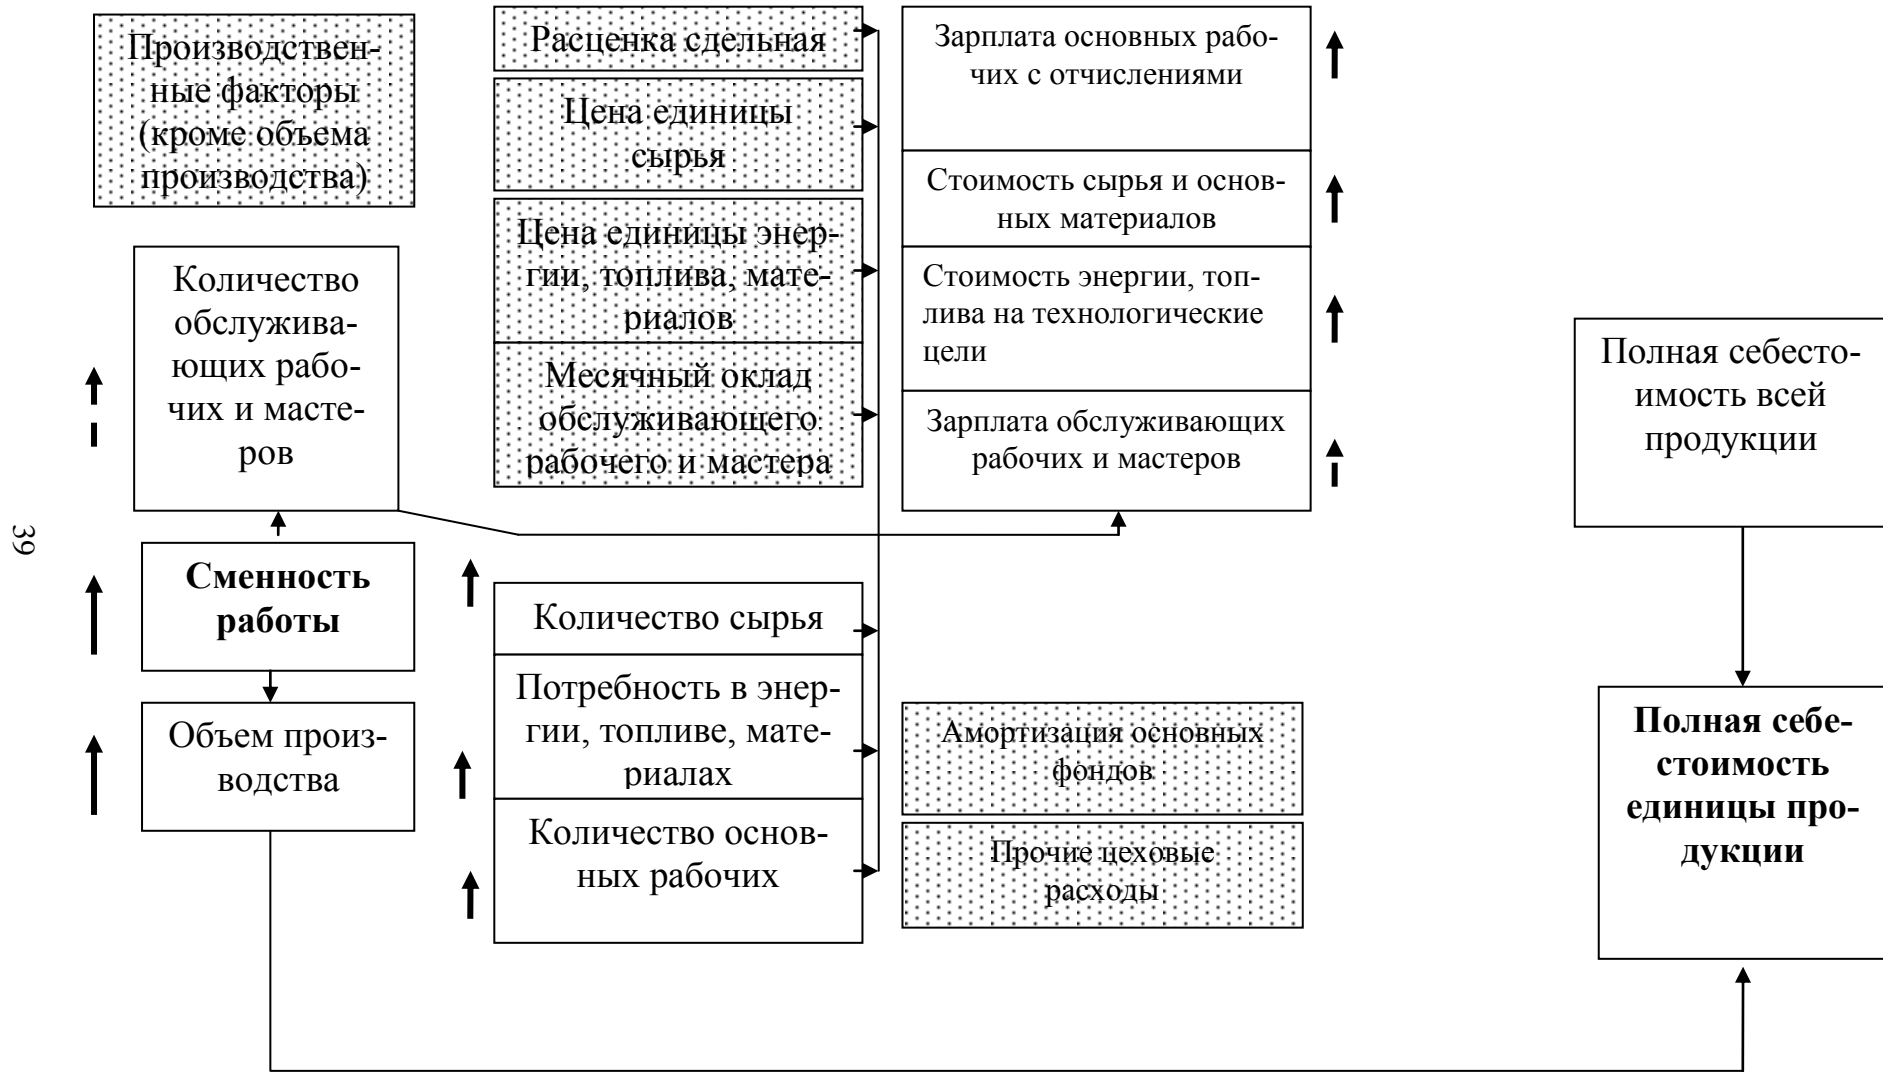 Производствен-
ные факторы
(кроме объема
производства)
Количество
обслужива-
ющих рабо-
чих и масте-
ров
Сменность
работы
Объем произ-
водства
Расценка сдельная
Цена единицы
сырья
Цена единицы энер-
гии, топлива, мате-
риалов
Месячный оклад
обслуживающего
рабочего и мастера
Количество сырья
Потребность в энер-
гии, топливе, мате-
риалах
Количество основ-
ных рабочих
Зарплата основных рабо-
чих с отчислениями
Стоимость сырья и основ-
ных материалов
Стоимость энергии, топ-
лива на технологические
цели
Зарплата обслуживающих
рабочих и мастеров
Амортизация основных
фондов
Прочие цеховые
расходы
Полная себесто-
имость всей
продукции
Полная себе-
стоимость
единицы про-
дукции
39